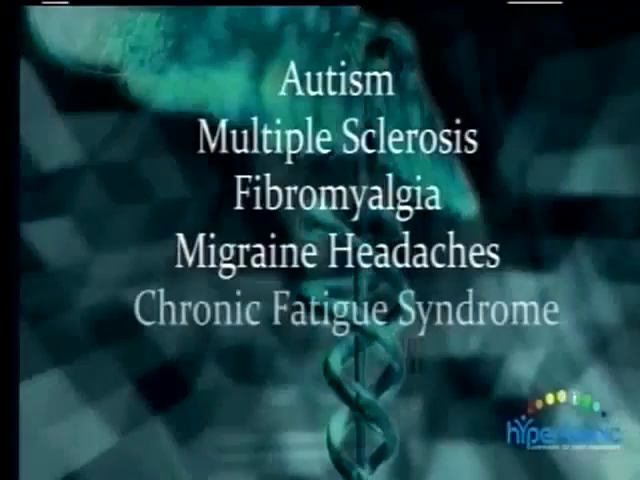 Autism
Multiple Sclerosis
Fibromyalgia
Migraine Headaches
Chronic Fatigue Syndrome